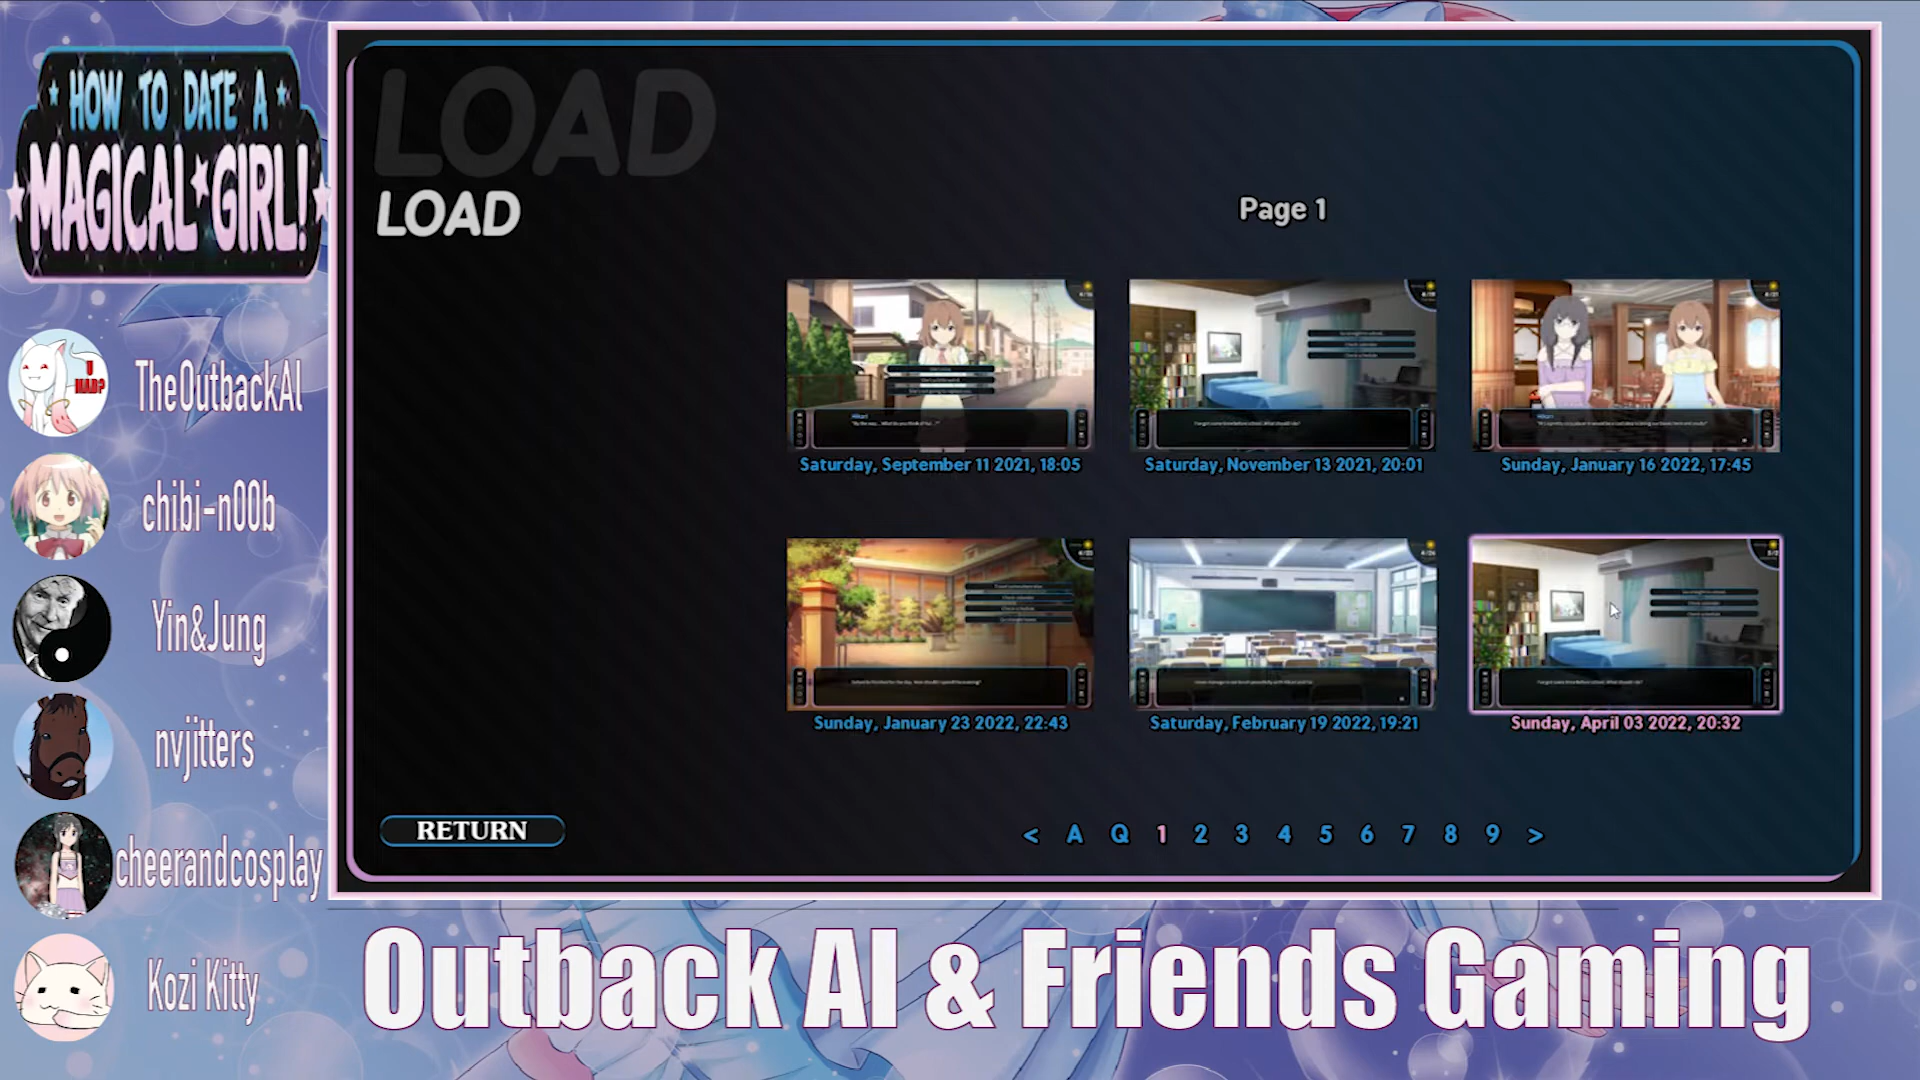 HOW TO DATE A
MAGICAL GIRL!
U
MAD?
TheOutbackAI
chibi-n00b
Yin&Jung
nvjitters
cheerandcosplay
Kozi Kitty
LOAD
LOAD
Page 1
Saturday, September 11 2021, 18:05
Saturday, November 13 2021, 20:01
Sunday, January 16 2022, 17:45
Sunday, January 23 2022, 22:43
Saturday, February 19 2022, 19:21
Sunday, April 03 2022, 20:32
RETURN
< A Q 1 2 3 4 5 6 7 8 9 >
Outback AI & Friends Gaming